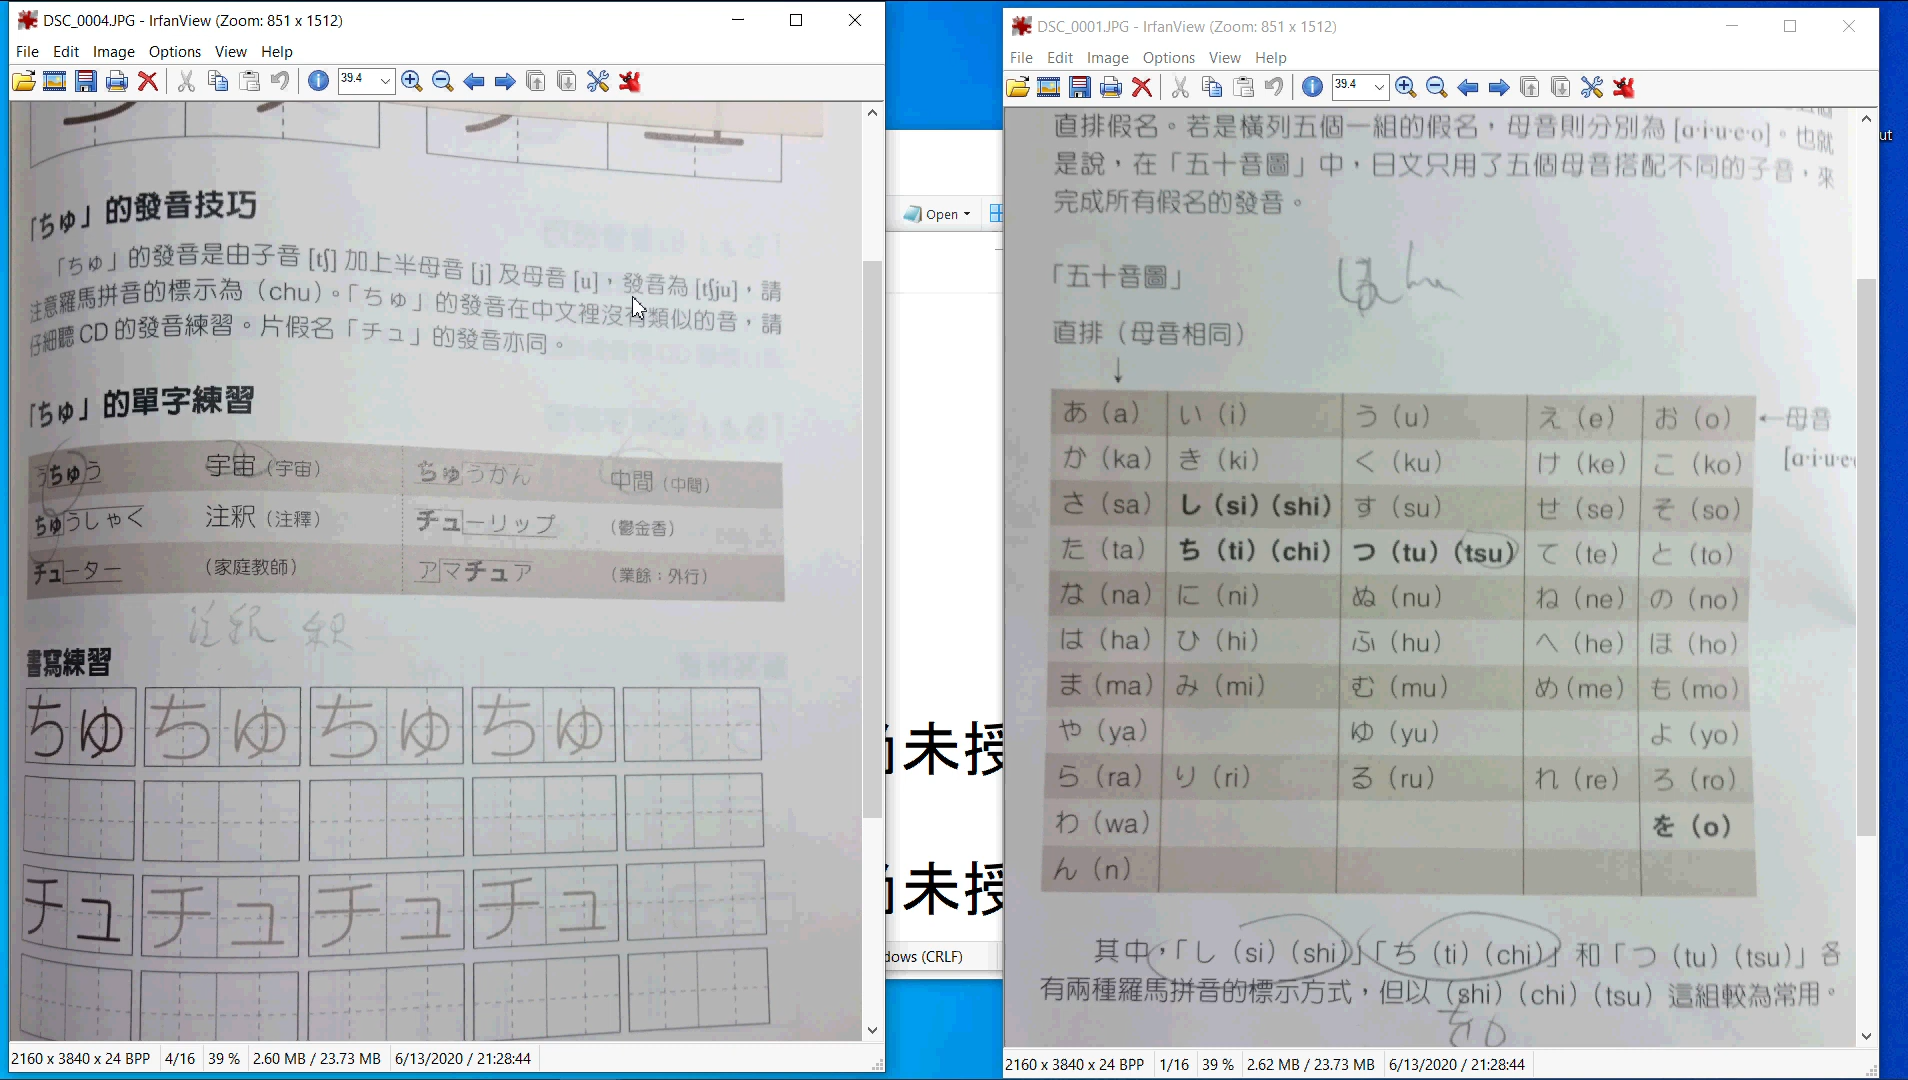 DSC_0004.JPG - IrfanView (Zoom: 851 x 1512)
File Edit Image Options View Help
39.4
「ちゅ」的發音技巧
「ちゅ」的發音是由子音 [tʃ] 加上半母音 [j] 及母音 [u]，發音為 [tʃju]，請
注意羅馬拼音的標示為（chu）。「ちゅ」的發音在中文裡沒有類似的音，請
仔細聽 CD 的發音練習。片假名「チュ」的發音亦同。
「ちゅ」的單字練習
うちゅう 宇宙（宇宙） ちゅうかん 中間（中間）
ちゅうしゃく 注釈（注釋） チューリップ （鬱金香）
チューター （家庭教師） アマチュア （業餘；外行）
注釈 釈
書寫練習
ちゅ ちゅ ちゅ ちゅ
チュ チュ チュ チュ
2160 x 3840 x 24 BPP 4/16 39 % 2.60 MB / 23.73 MB 6/13/2020 / 21:28:44
Open
尚未授
尚未授
dows (CRLF)
DSC_0001.JPG - IrfanView (Zoom: 851 x 1512)
File Edit Image Options View Help
39.4
直排假名。若是橫列五個一組的假名，母音則分別為 [ɑ·i·u·e·o]。也就
是說，在「五十音圖」中，日文只用了五個母音搭配不同的子音，來
完成所有假名的發音。
「五十音圖」
直排（母音相同）
↓
あ（a） い（i） う（u） え（e） お（o） ←母音
か（ka） き（ki） く（ku） け（ke） こ（ko） [ɑ·i·u·e
さ（sa） し（si）（shi） す（su） せ（se） そ（so）
た（ta） ち（ti）（chi） つ（tu）（tsu） て（te） と（to）
な（na） に（ni） ぬ（nu） ね（ne） の（no）
は（ha） ひ（hi） ふ（hu） へ（he） ほ（ho）
ま（ma） み（mi） む（mu） め（me） も（mo）
や（ya） ゆ（yu） よ（yo）
ら（ra） り（ri） る（ru） れ（re） ろ（ro）
わ（wa） を（o）
ん（n）
其中，「し（si）（shi）」「ち（ti）（chi）」和「つ（tu）（tsu）」各
有兩種羅馬拼音的標示方式，但以（shi）（chi）（tsu）這組較為常用。
2160 x 3840 x 24 BPP 1/16 39 % 2.62 MB / 23.73 MB 6/13/2020 / 21:28:44
ut